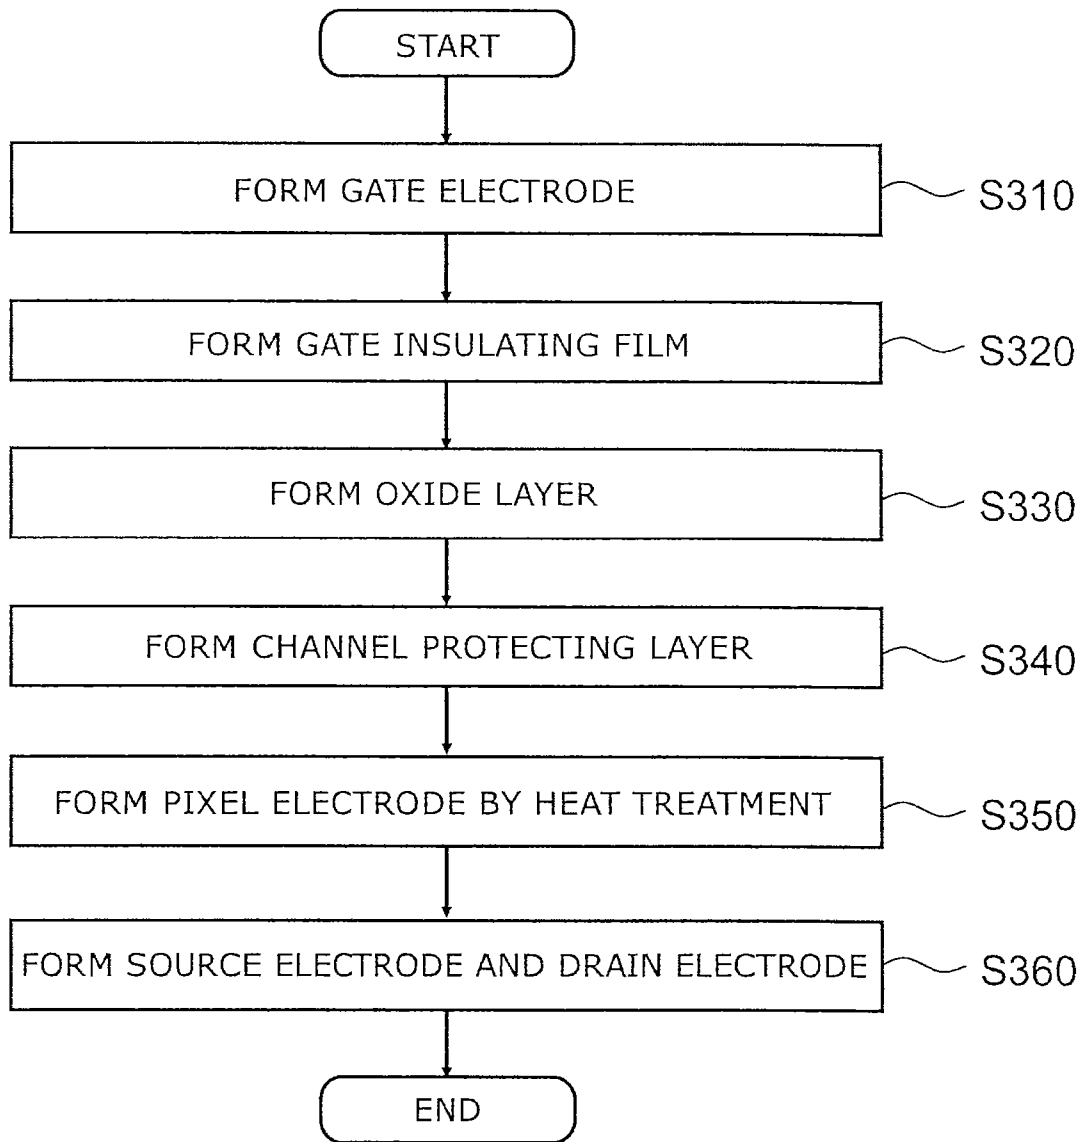 START
FORM GATE ELECTRODE
S310
FORM GATE INSULATING FILM
S320
FORM OXIDE LAYER
S330
FORM CHANNEL PROTECTING LAYER
S340
FORM PIXEL ELECTRODE BY HEAT TREATMENT
S350
FORM SOURCE ELECTRODE AND DRAIN ELECTRODE
S360
END